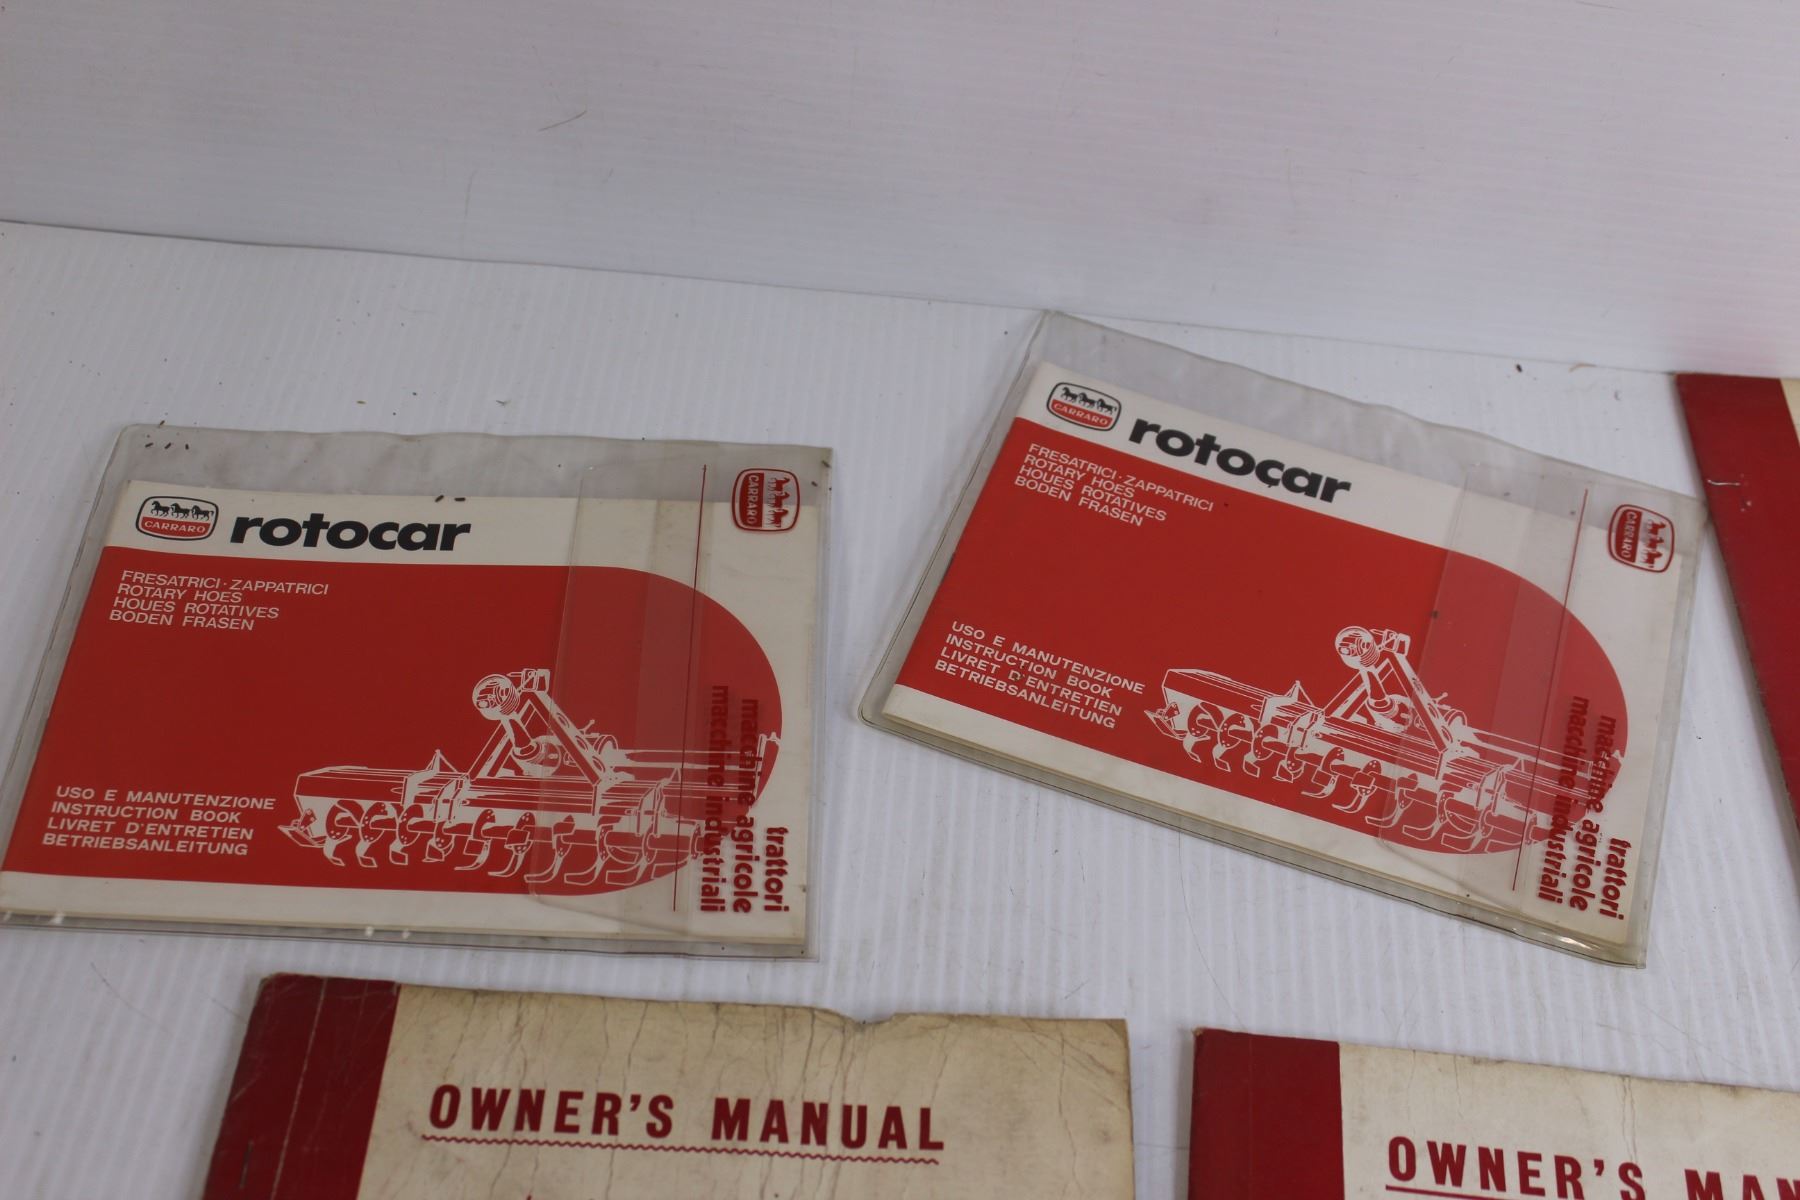 CARRARO
rotocar
FRESATRICI · ZAPPATRICI
ROTARY HOES
HOUES ROTATIVES
BODEN FRASEN
USO E MANUTENZIONE
INSTRUCTION BOOK
LIVRET D'ENTRETIEN
BETRIEBSANLEITUNG
CARRARO
trattori
macchine agricole
macchine industriali
CARRARO
rotoçar
FRESATRICI · ZAPPATRICI
ROTARY HOES
HOUES ROTATIVES
BODEN FRASEN
USO E MANUTENZIONE
INSTRUCTION BOOK
LIVRET D'ENTRETIEN
BETRIEBSANLEITUNG
CARRARO
trattori
macchine agricole
macchine industriali
OWNER'S MANUAL
OWNER'S MAN